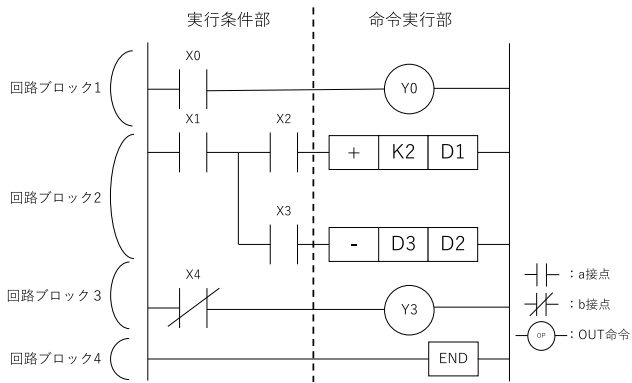 実行条件部 命令実行部
回路ブロック1
X0
Y0
回路ブロック2
X1 X2
+ K2 D1
X3
- D3 D2
回路ブロック 3
X4
Y3
回路ブロック4
END
：a接点
：b接点
OP ：OUT命令